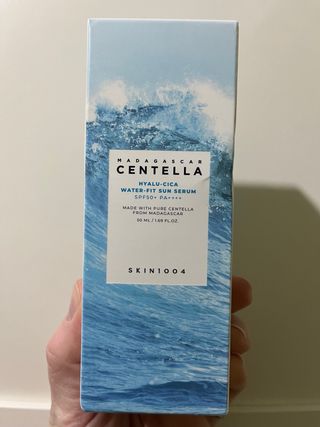 MADAGASCAR
CENTELLA
HYALU-CICA
WATER-FIT SUN SERUM
SPF50+ PA++++
MADE WITH PURE CENTELLA
FROM MADAGASCAR
50 ML / 1.69 FL.OZ.
SKIN1004